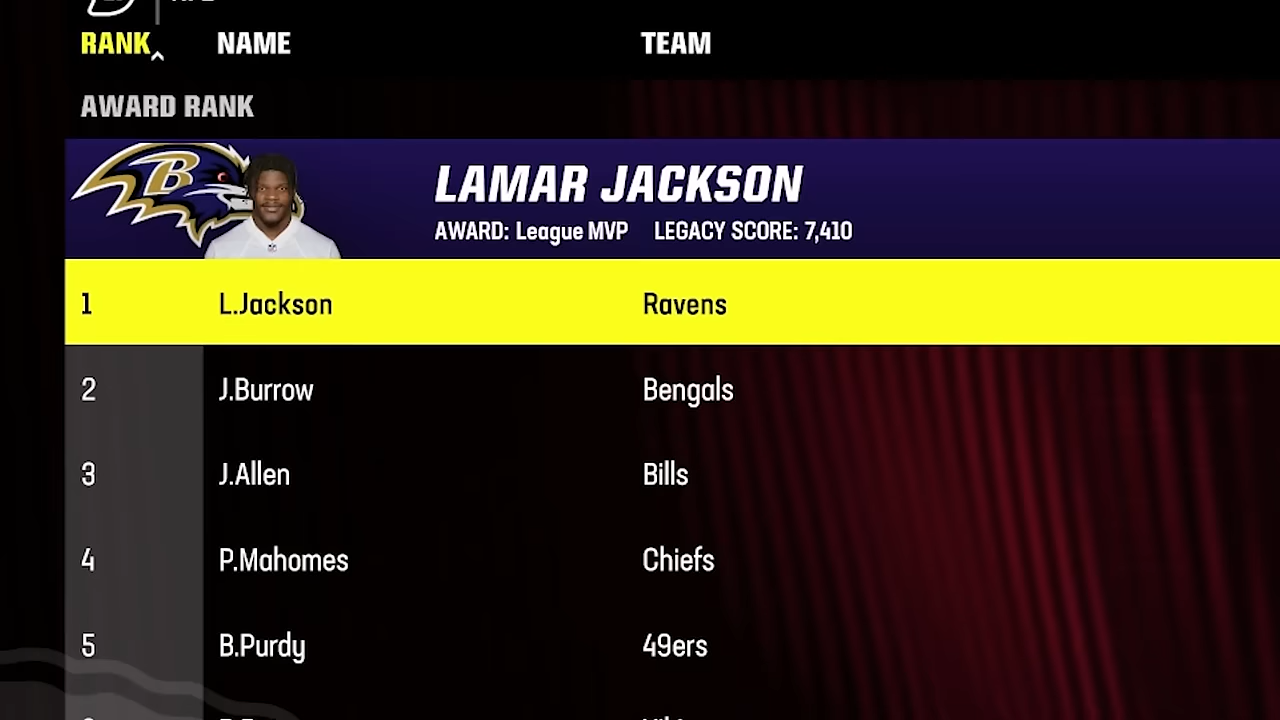 RANK NAME TEAM
AWARD RANK
B
LAMAR JACKSON
AWARD: League MVP LEGACY SCORE: 7,410
1 L.Jackson Ravens
2 J.Burrow Bengals
3 J.Allen Bills
4 P.Mahomes Chiefs
5 B.Purdy 49ers